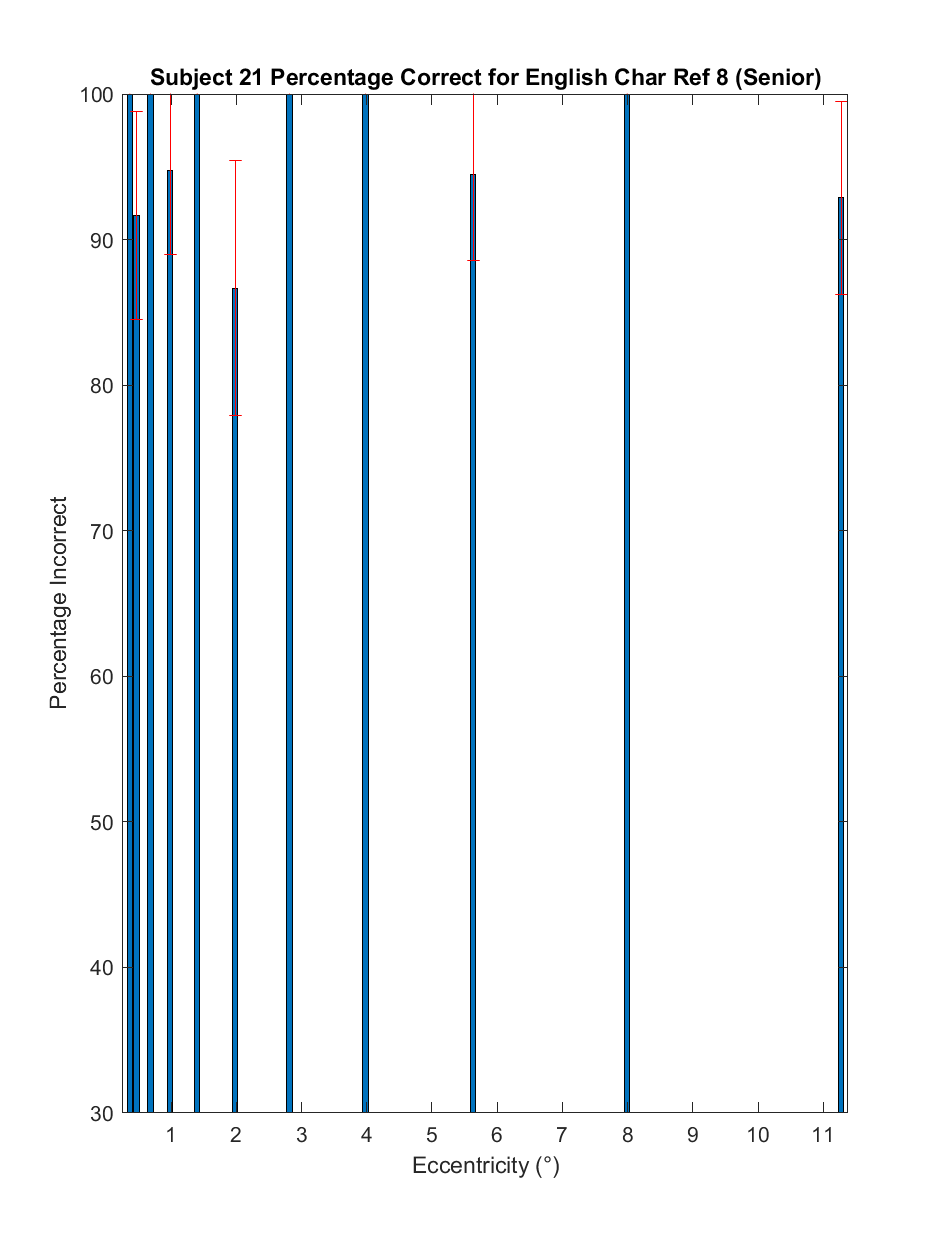 Subject 21 Percentage Correct for English Char Ref 8 (Senior)
100
90
80
70
60
50
40
30
Percentage Incorrect
1 2 3 4 5 6 7 8 9 10 11
Eccentricity (°)